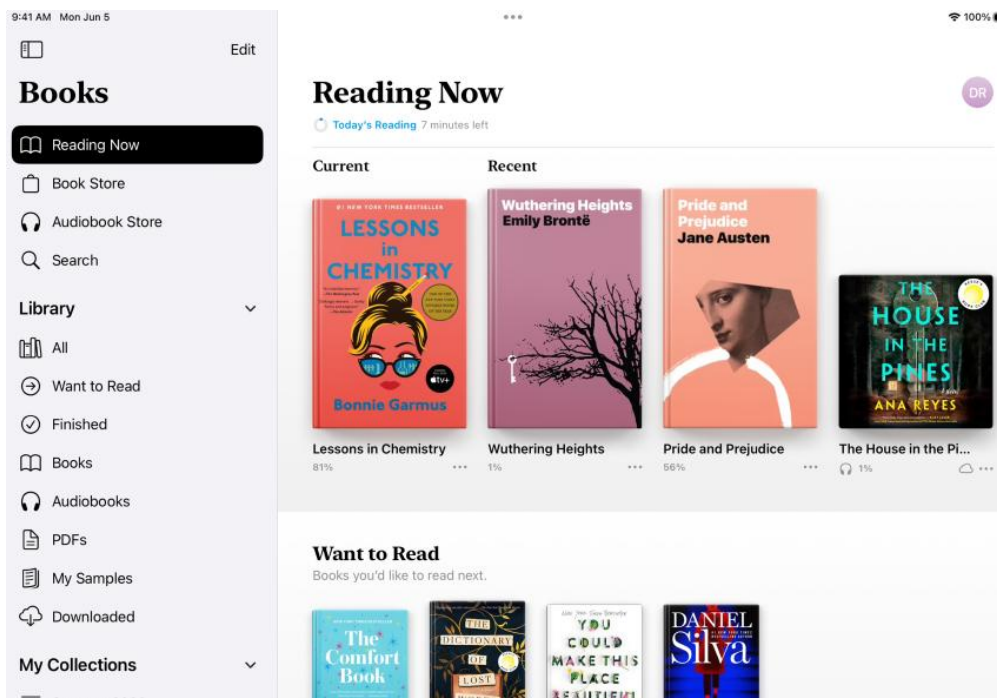 9:41 AM Mon Jun 5
100%
Edit
Books
Reading Now
Book Store
Audiobook Store
Search
Library
All
Want to Read
Finished
Books
Audiobooks
PDFs
My Samples
Downloaded
My Collections
Reading Now
DR
Today's Reading 7 minutes left
Current
Recent
#1 NEW YORK TIMES BESTSELLER
LESSONS
in
CHEMISTRY
tv+
Bonnie Garmus
Lessons in Chemistry
81%
Wuthering Heights
Emily Brontë
Wuthering Heights
1%
Pride and
Prejudice
Jane Austen
Pride and Prejudice
56%
THE
HOUSE
IN THE
PINES
ANA REYES
The House in the Pi...
1%
Want to Read
Books you'd like to read next.
The
Comfort
Book
THE
DICTIONARY
OF
LOST
YOU
COULD
MAKE THIS
PLACE
BEAUTIFUL
DANIEL
Silva